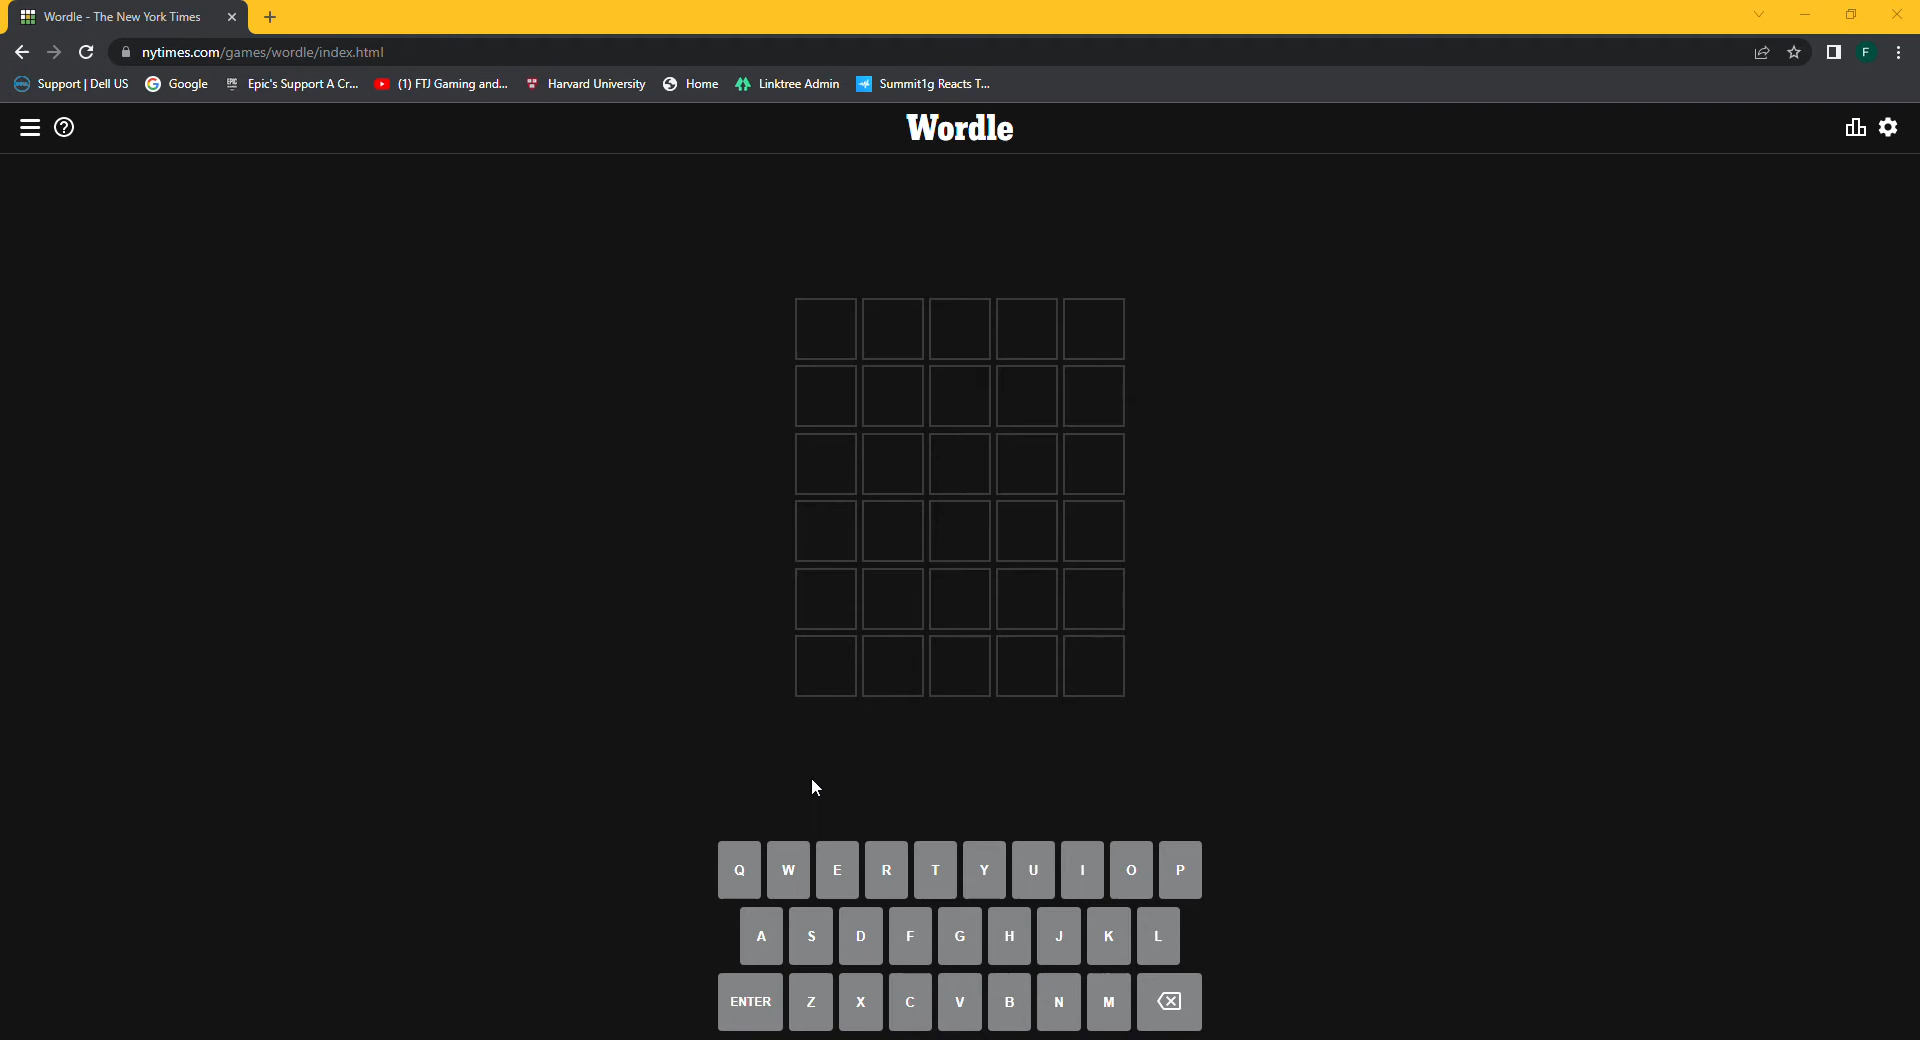 Wordle - The New York Times
nytimes.com/games/wordle/index.html
F
Support | Dell US
Google
EPIC
Epic's Support A Cr...
(1) FTJ Gaming and...
Harvard University
Home
Linktree Admin
Summit1g Reacts T...
Wordle
Q W E R T Y U I O P
A S D F G H J K L
ENTER Z X C V B N M